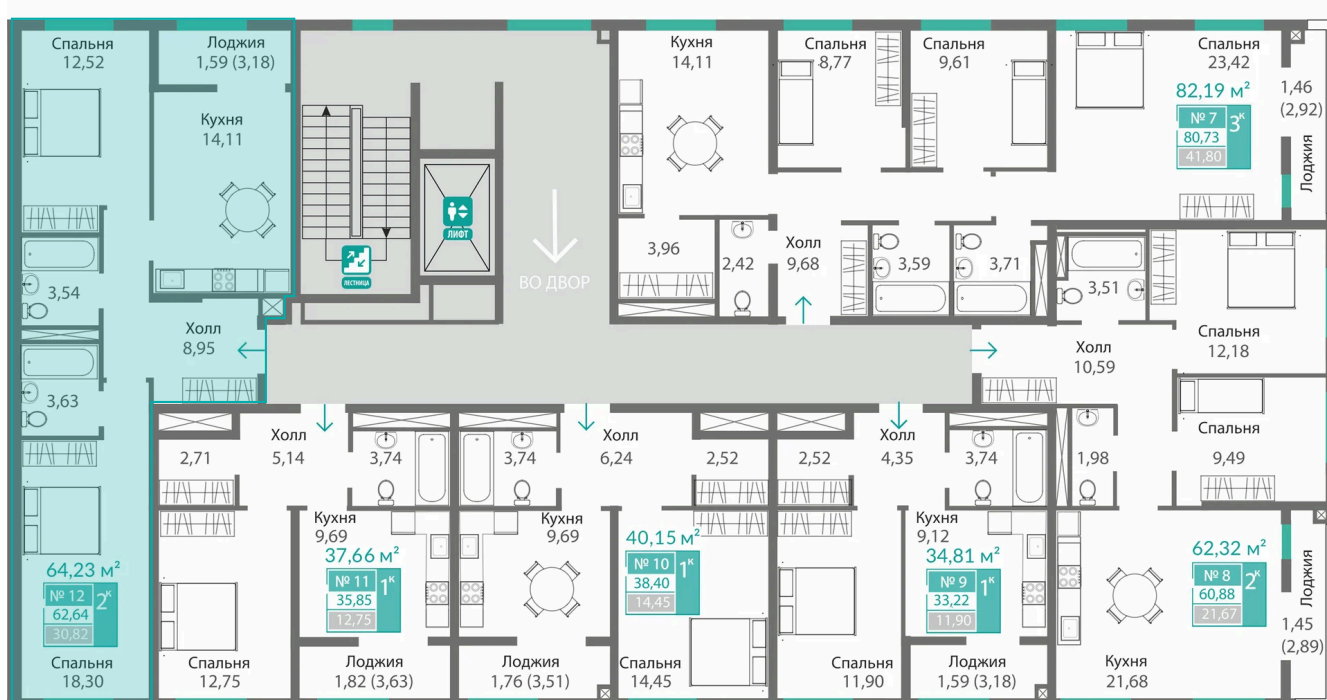 Спальня
12,52
Лоджия
1,59 (3,18)
Кухня
14,11
3,54
Холл
8,95
3,63
64,23 м²
№ 12
2к
62,64
30,82
Спальня
18,30
ЛЕСТНИЦА
ЛИФТ
ВО ДВОР
Кухня
14,11
Спальня
8,77
Спальня
9,61
Спальня
23,42
82,19 м²
№ 7
3к
80,73
41,80
1,46
(2,92)
Лоджия
3,96
2,42
Холл
9,68
3,59
3,71
3,51
Спальня
12,18
Холл
10,59
Спальня
9,49
1,98
62,32 м²
№ 8
2к
60,88
21,67
Кухня
21,68
Лоджия
1,45
(2,89)
2,71
Холл
5,14
3,74
Кухня
9,69
37,66 м²
№ 11
1к
35,85
12,75
Спальня
12,75
Лоджия
1,82 (3,63)
3,74
Холл
6,24
2,52
Кухня
9,69
40,15 м²
№ 10
1к
38,40
14,45
Лоджия
1,76 (3,51)
Спальня
14,45
2,52
Холл
4,35
3,74
Кухня
9,12
34,81 м²
№ 9
1к
33,22
11,90
Спальня
11,90
Лоджия
1,59 (3,18)